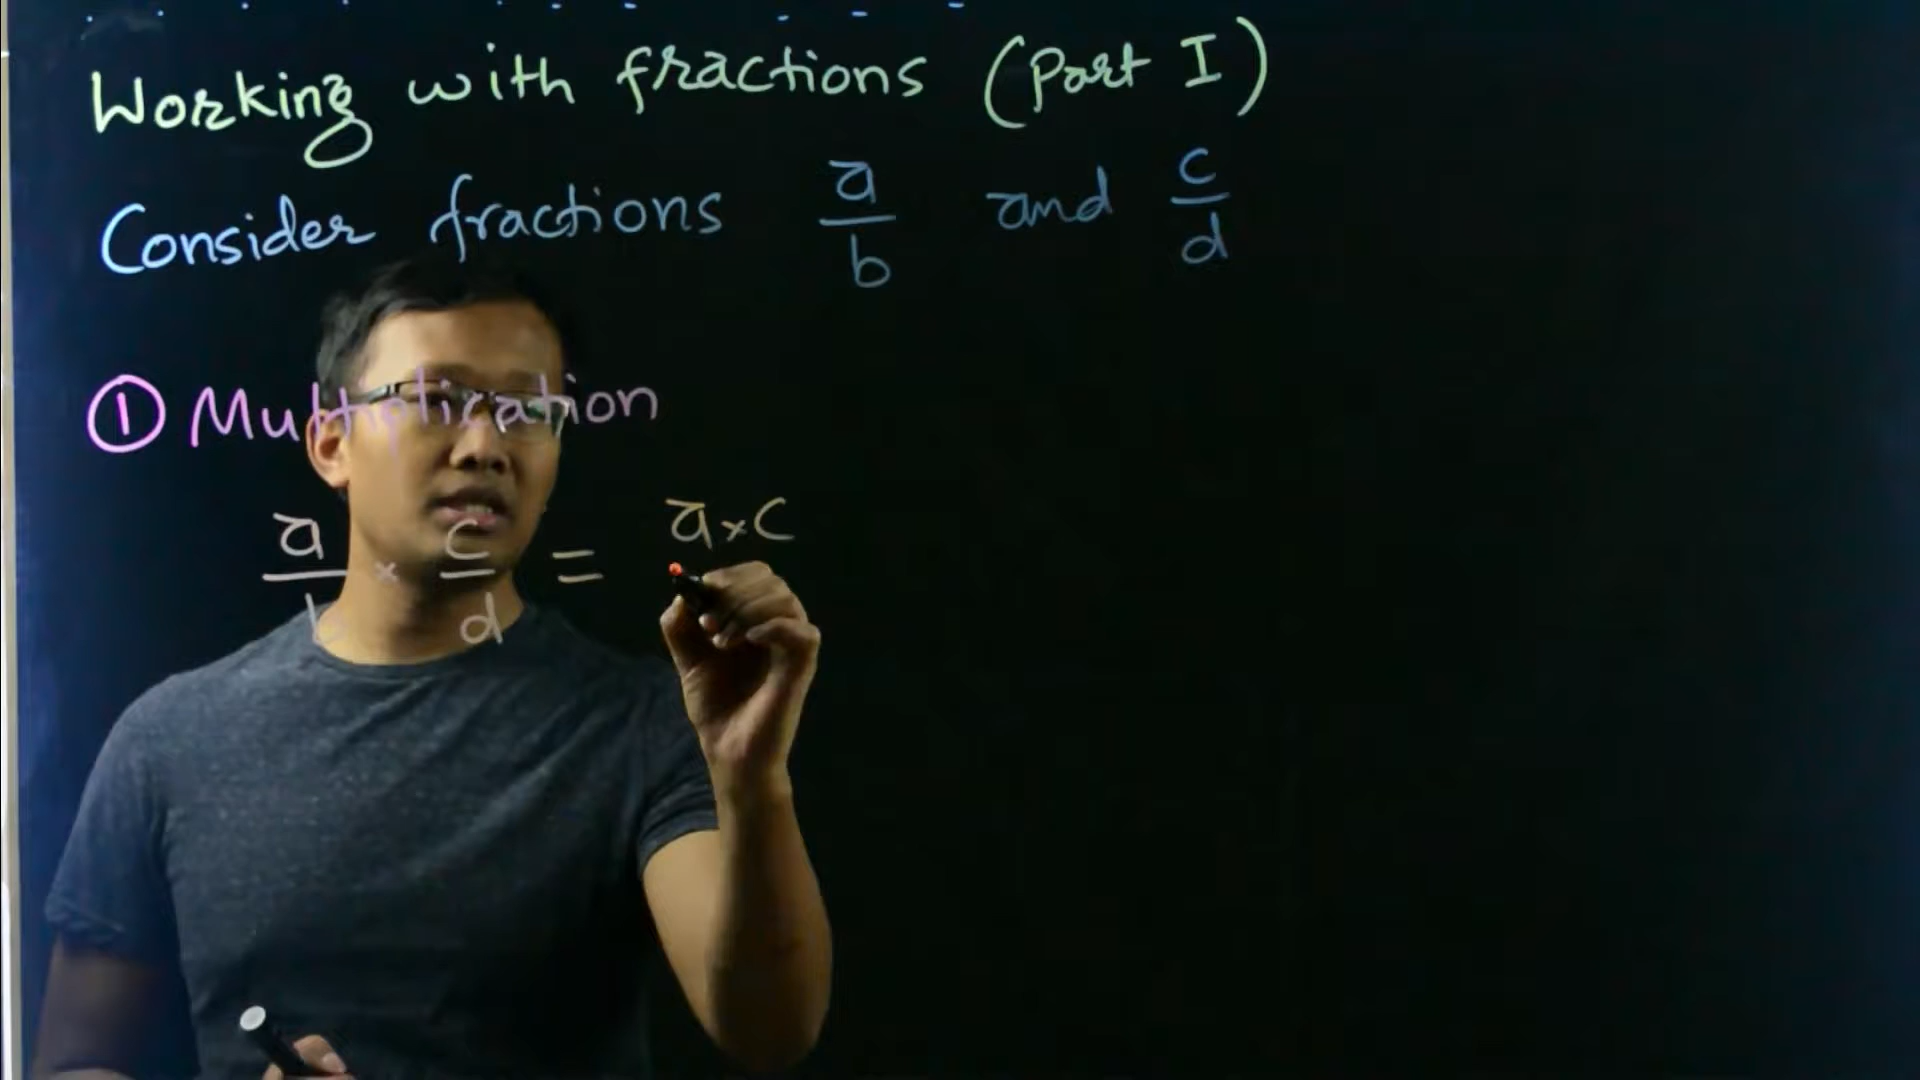 Working with fractions (Part I)
Consider fractions a/b and c/d
① Multiplication
a/b × c/d = a×c